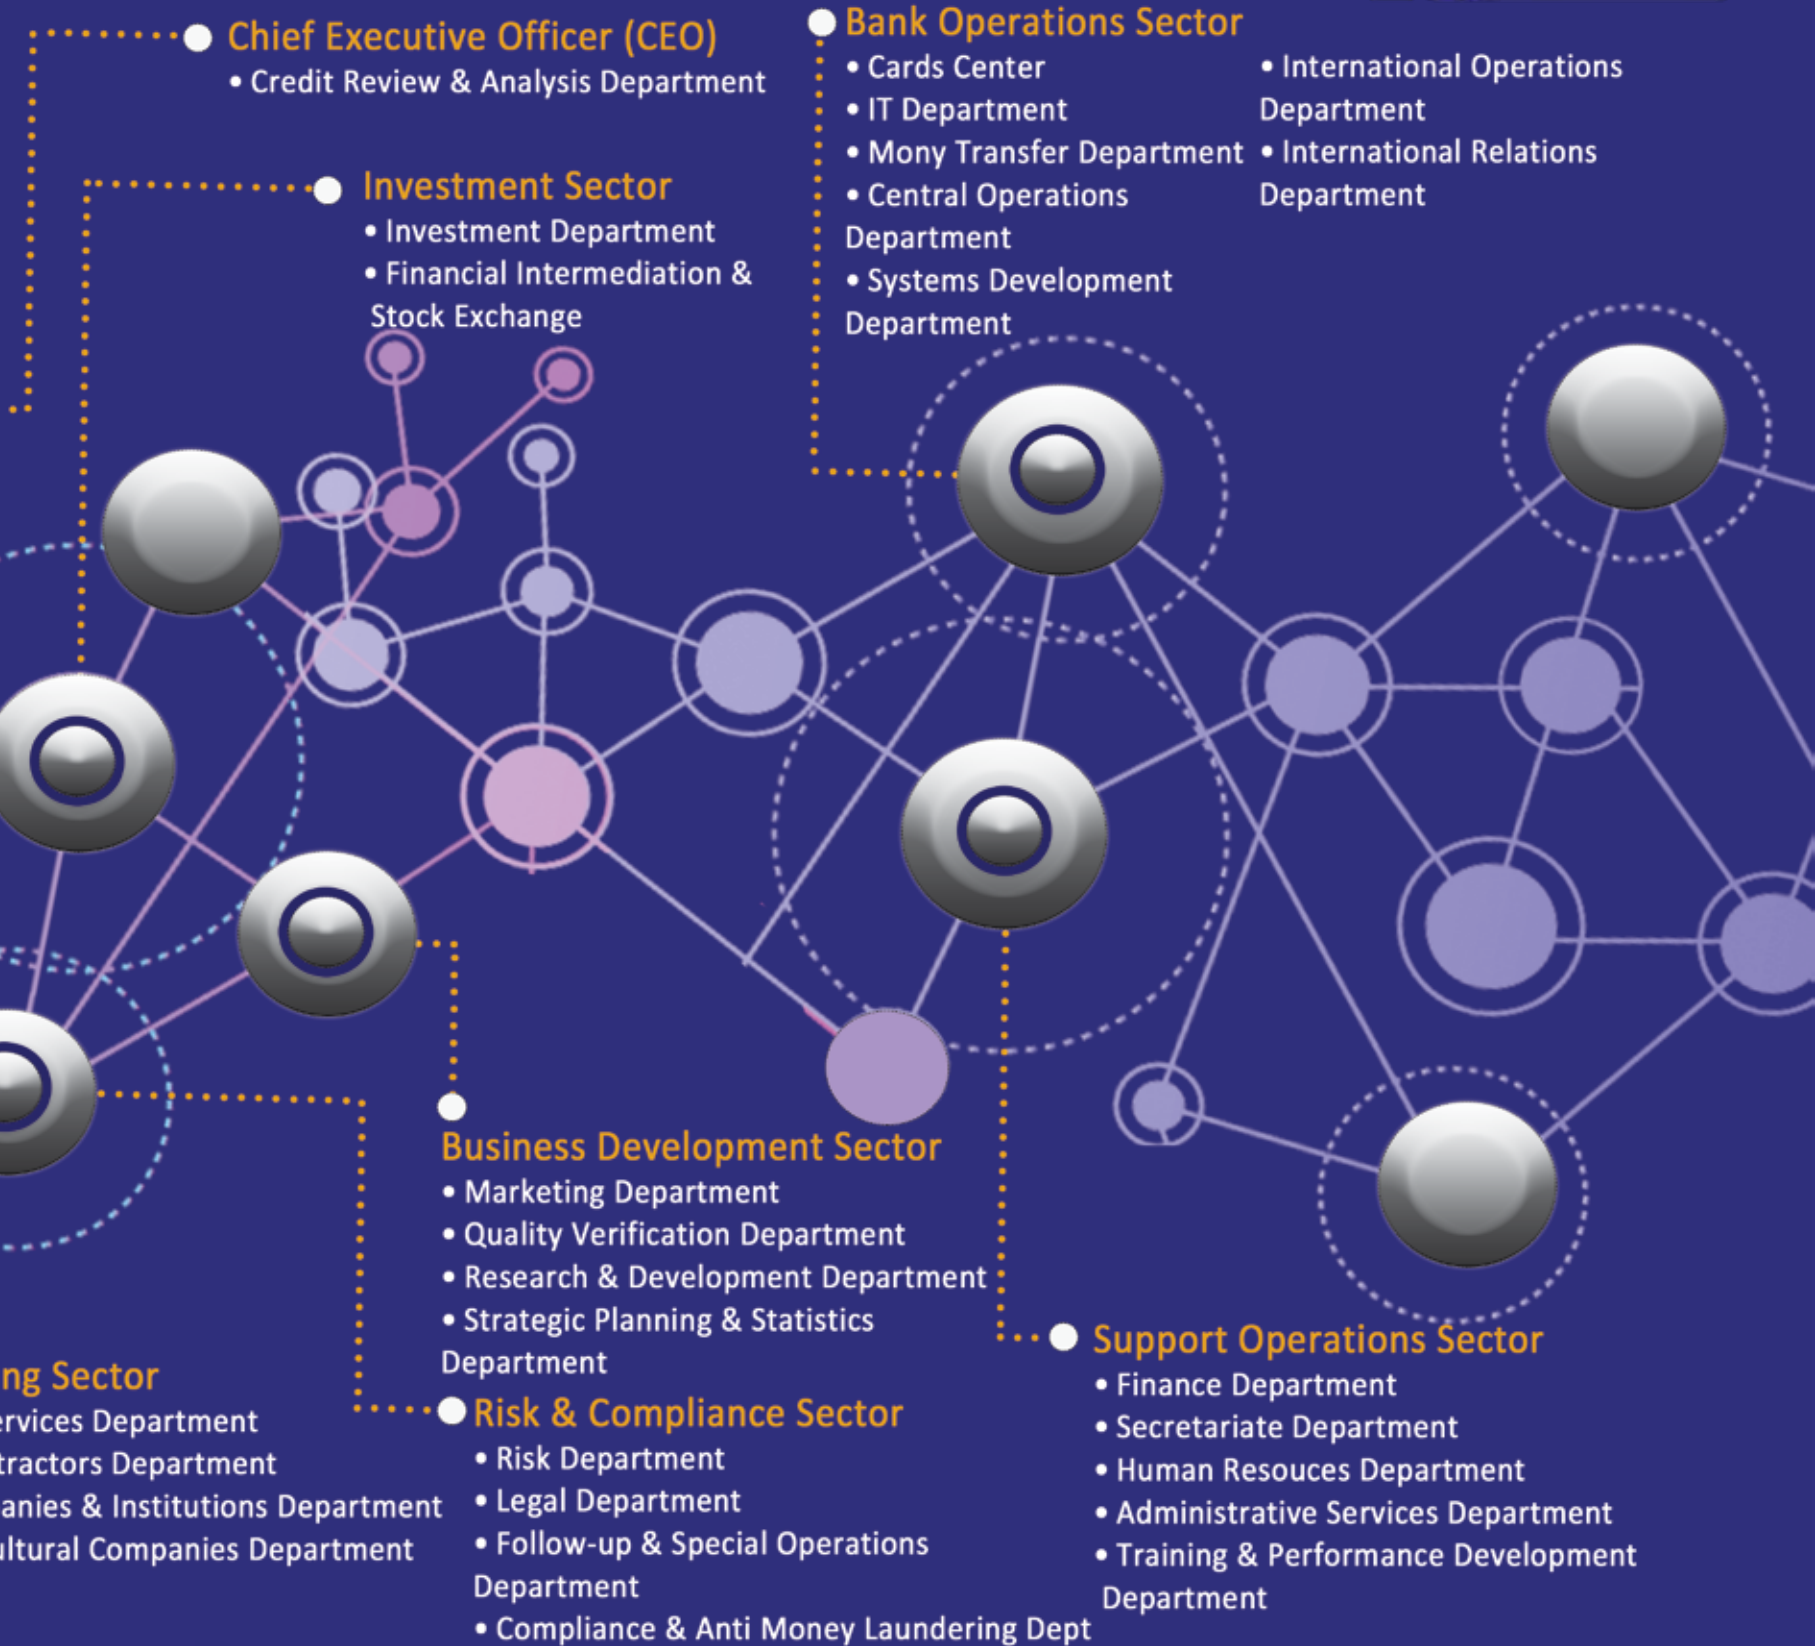 Chief Executive Officer (CEO)
• Credit Review & Analysis Department
Investment Sector
• Investment Department
• Financial Intermediation &
Stock Exchange
Bank Operations Sector
• Cards Center
• IT Department
• Mony Transfer Department
• Central Operations
Department
• Systems Development
Department
• International Operations
Department
• International Relations
Department
Business Development Sector
• Marketing Department
• Quality Verification Department
• Research & Development Department
• Strategic Planning & Statistics
Department
ng Sector
ervices Department
tractors Department
anies & Institutions Department
ultural Companies Department
Risk & Compliance Sector
• Risk Department
• Legal Department
• Follow-up & Special Operations
Department
• Compliance & Anti Money Laundering Dept
Support Operations Sector
• Finance Department
• Secretariate Department
• Human Resouces Department
• Administrative Services Department
• Training & Performance Development
Department